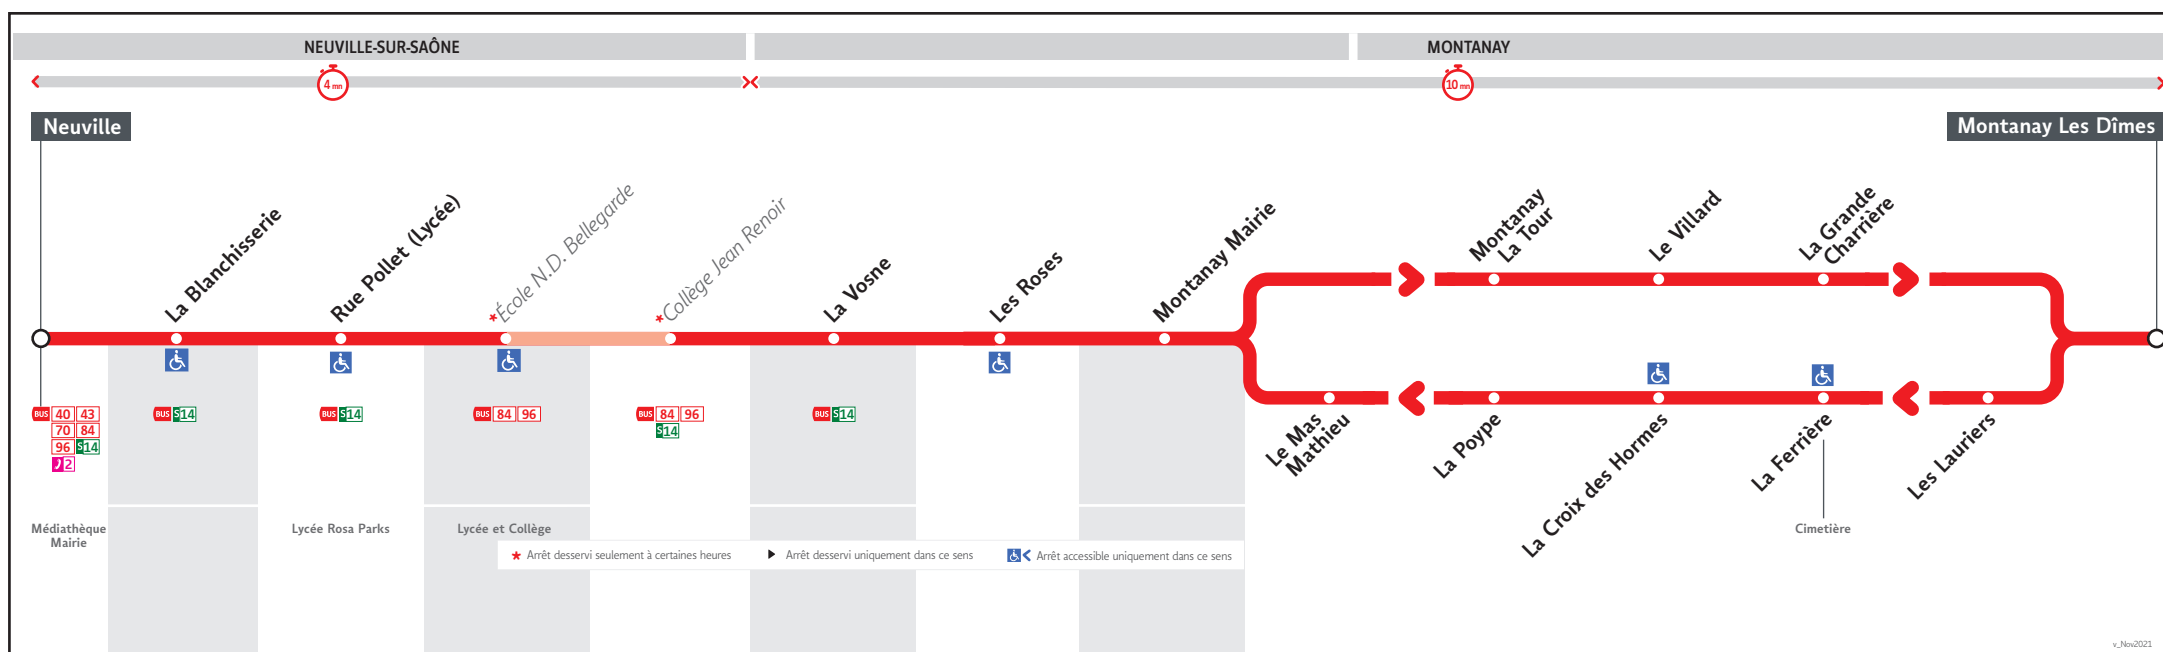 NEUVILLE-SUR-SAÔNE
MONTANAY
4 mn
10 mn
Neuville
Montanay Les Dîmes
La Blanchisserie
Rue Pollet (Lycée)
*École N.D. Bellegarde
*Collège Jean Renoir
La Vosne
Les Roses
Montanay Mairie
Montanay
La Tour
Le Villard
La Grande
Charrière
Le Mas
Mathieu
La Poype
La Croix des Hormes
La Ferrière
Les Lauriers
BUS 40 43
70 84
96 S14
J2
BUS S14
BUS S14
BUS 84 96
BUS 84 96
S14
BUS S14
Médiathèque
Mairie
Lycée Rosa Parks
Lycée et Collège
Cimetière
* Arrêt desservi seulement à certaines heures
Arrêt desservi uniquement dans ce sens
Arrêt accessible uniquement dans ce sens
v_Nov2021